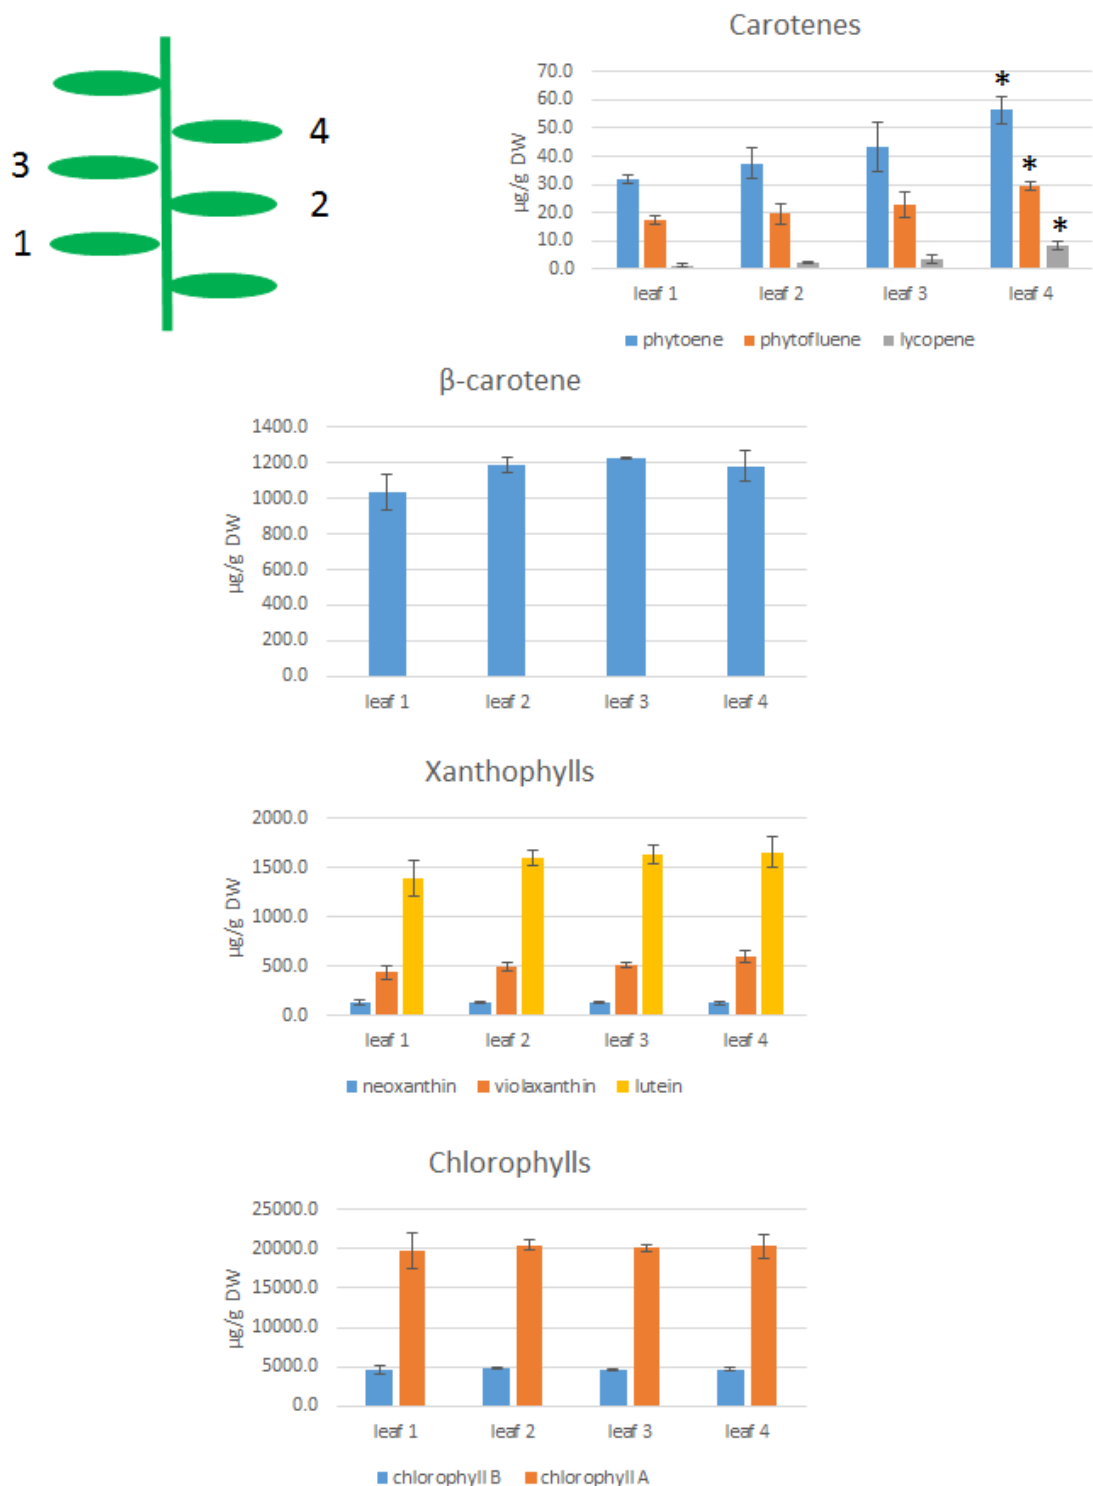 4
3
2
1
Carotenes
70.0
60.0
50.0
40.0
30.0
20.0
10.0
0.0
µg/g DW
* * *
leaf 1 leaf 2 leaf 3 leaf 4
phytoene phytofluene lycopene
β-carotene
1400.0
1200.0
1000.0
800.0
600.0
400.0
200.0
0.0
µg/g DW
leaf 1 leaf 2 leaf 3 leaf 4
Xanthophylls
2000.0
1500.0
1000.0
500.0
0.0
µg/g DW
leaf 1 leaf 2 leaf 3 leaf 4
neoxanthin violaxanthin lutein
Chlorophylls
25000.0
20000.0
15000.0
10000.0
5000.0
0.0
µg/g DW
leaf 1 leaf 2 leaf 3 leaf 4
chlorophyll B chlorophyll A